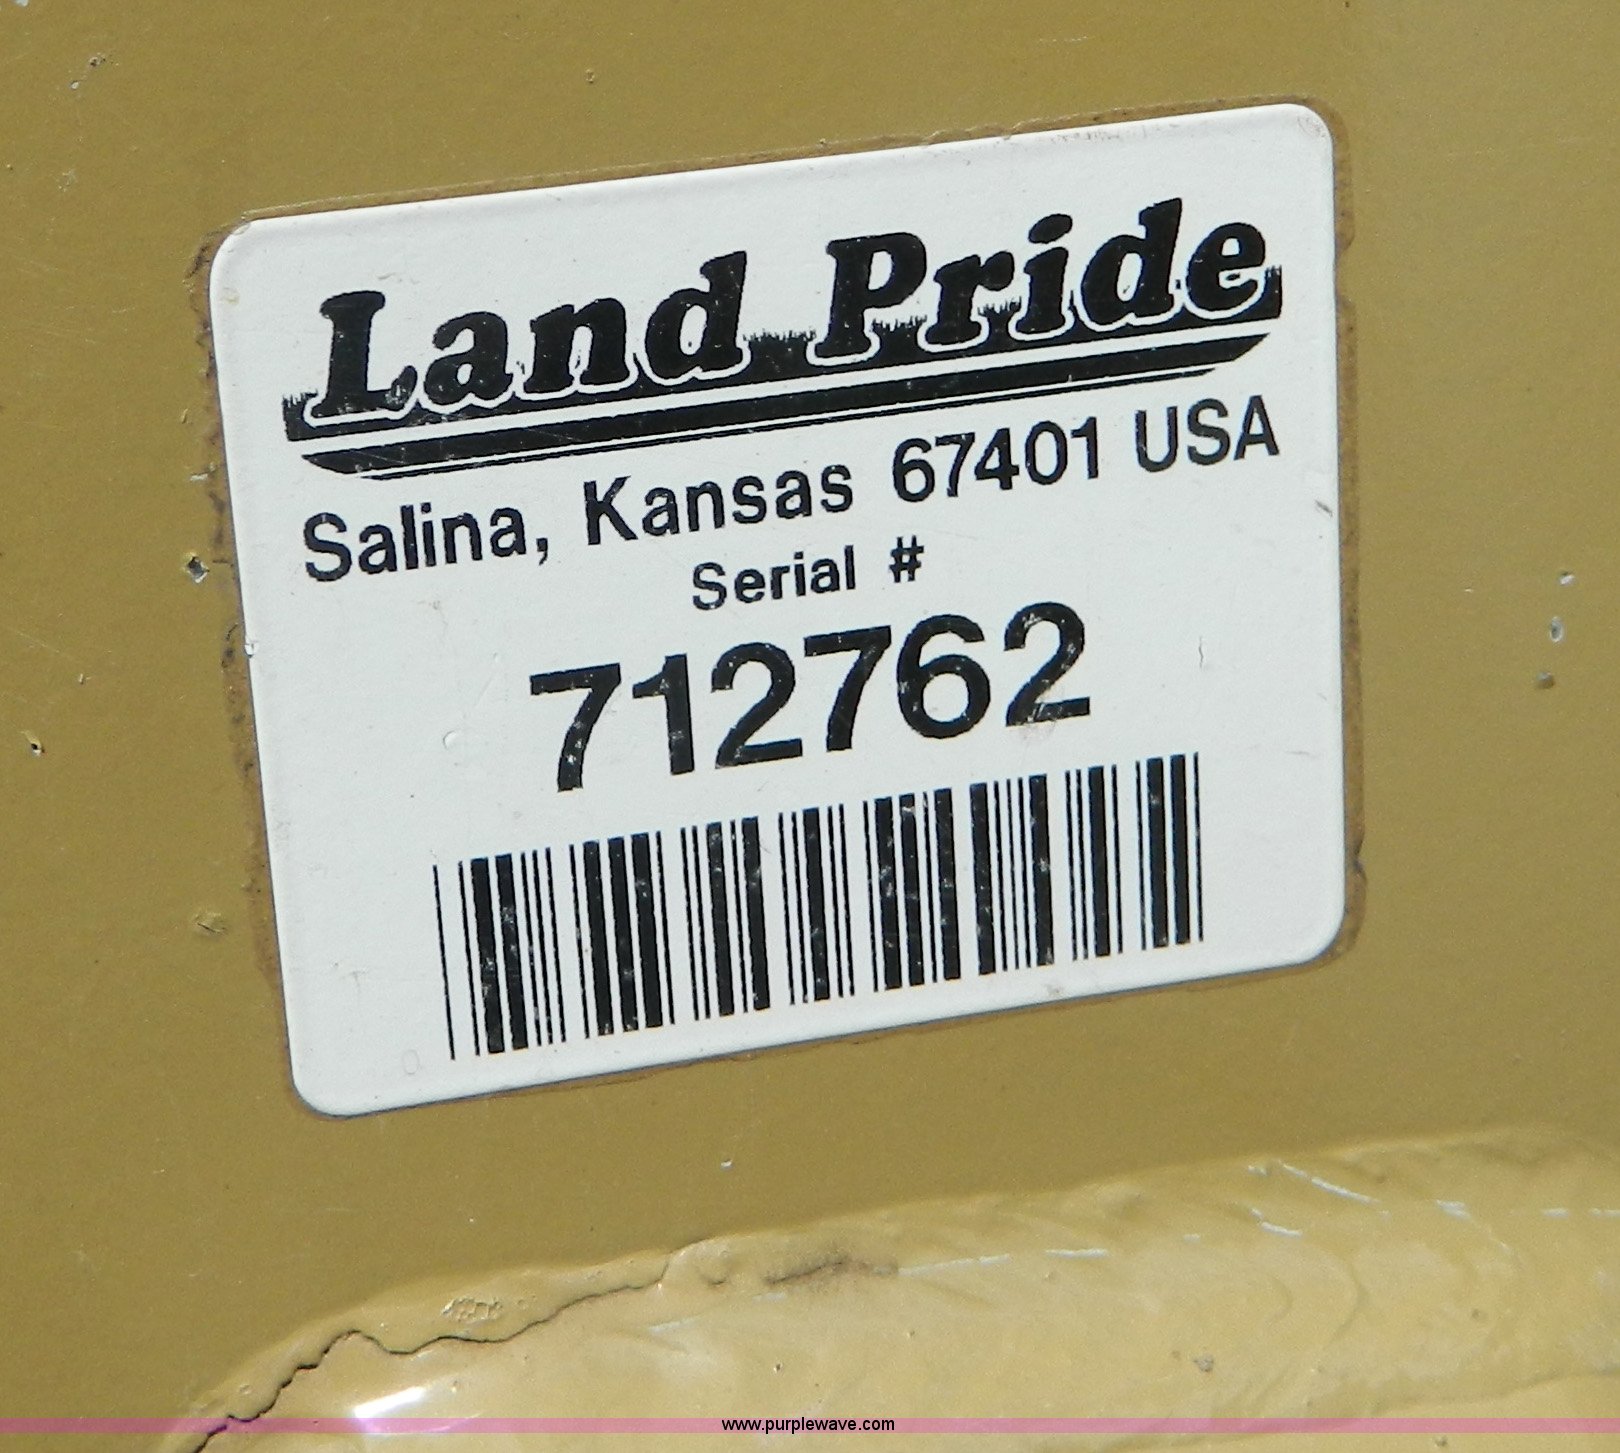 Land Pride
Salina, Kansas 67401 USA
Serial #
712762
www.purplewave.com